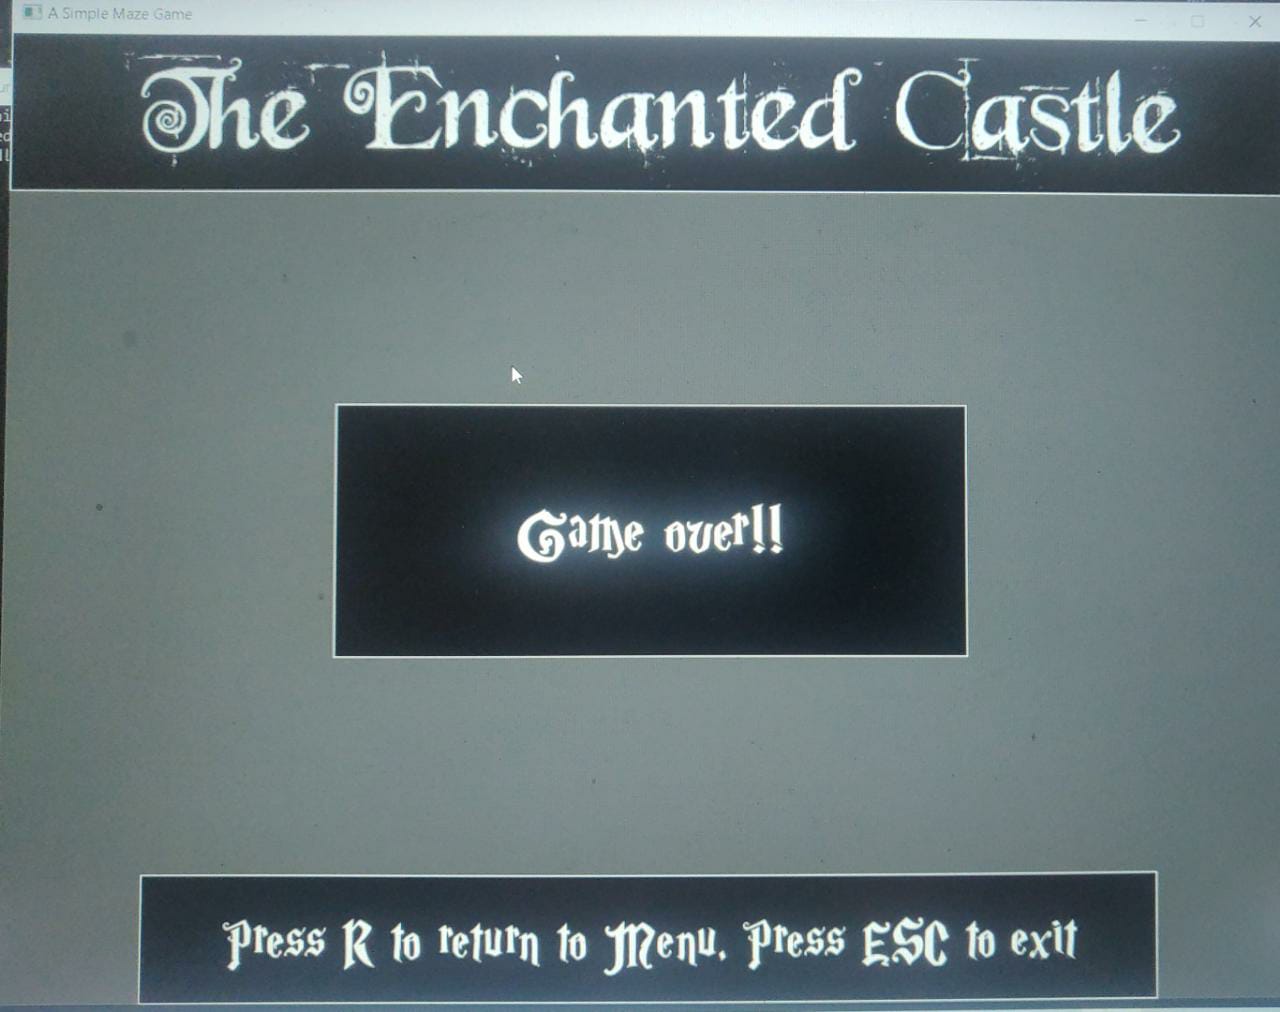 A Simple Maze Game
The Enchanted Castle
Game over!!
Press R to return to Menu. Press ESC to exit